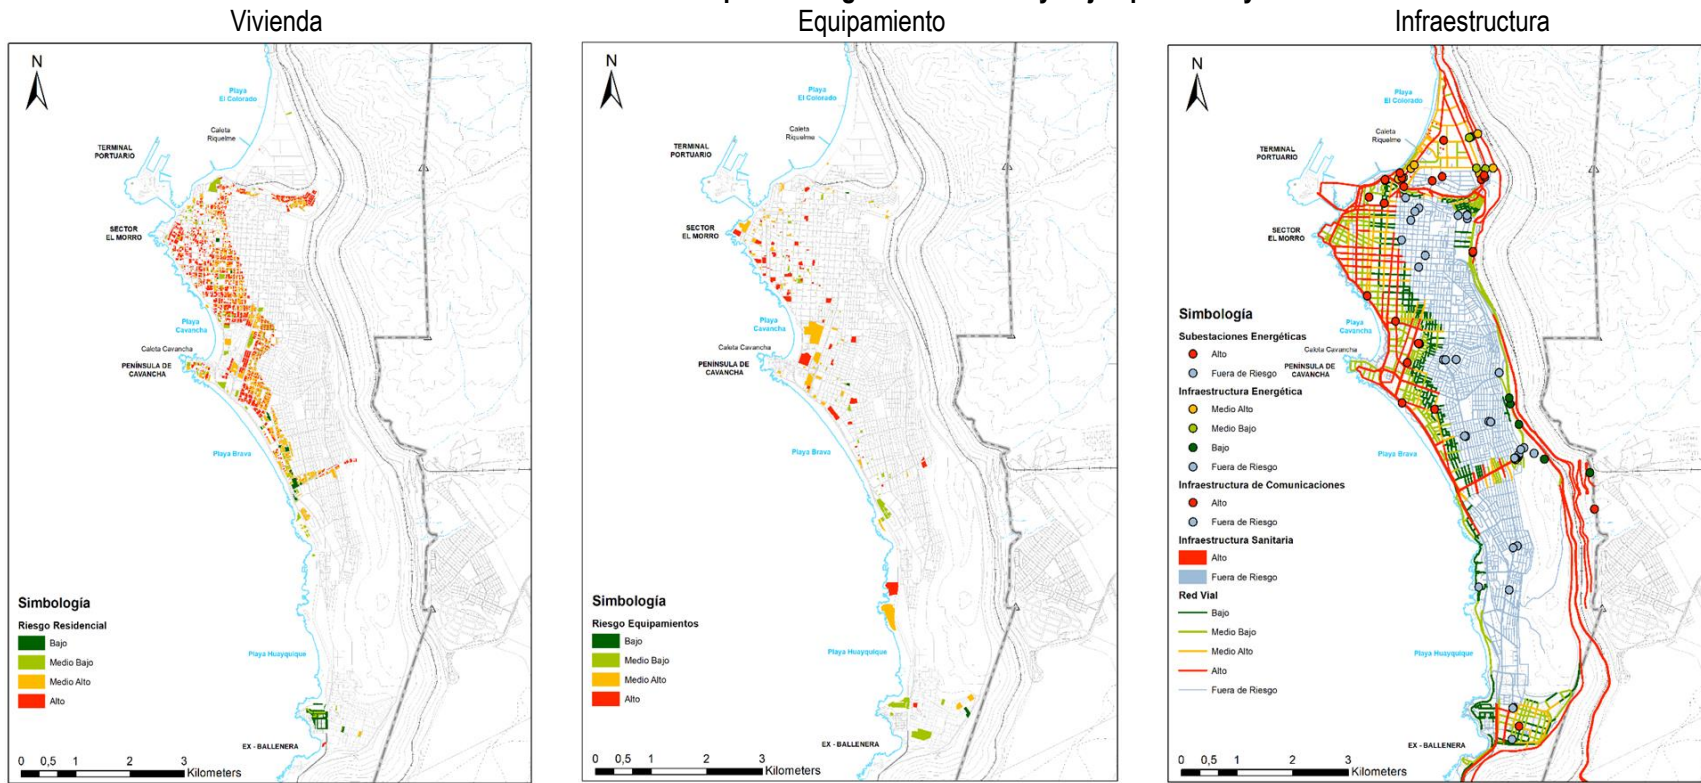 Vivienda
Equipamiento
Infraestructura
N
Playa
El Colorado
Caleta
Riquelme
TERMINAL
PORTUARIO
SECTOR
EL MORRO
Playa
Cavancha
Caleta Cavancha
PENÍNSULA DE
CAVANCHA
Playa Brava
Playa Huayquique
EX - BALLENERA
Simbología
Riesgo Residencial
Bajo
Medio Bajo
Medio Alto
Alto
0 0,5 1 2 3
Kilometers
N
Playa
El Colorado
Caleta
Riquelme
TERMINAL
PORTUARIO
SECTOR
EL MORRO
Playa
Cavancha
Caleta Cavancha
PENÍNSULA DE
CAVANCHA
Playa Brava
Playa Huayquique
EX - BALLENERA
Simbología
Riesgo Equipamientos
Bajo
Medio Bajo
Medio Alto
Alto
0 0,5 1 2 3
Kilometers
N
Playa
El Colorado
Caleta
Riquelme
TERMINAL
PORTUARIO
SECTOR
EL MORRO
Playa
Cavancha
Caleta Cavancha
PENÍNSULA DE
CAVANCHA
Playa Brava
Playa Huayquique
EX - BALLENERA
Simbología
Subestaciones Energéticas
Alto
Fuera de Riesgo
Infraestructura Energética
Medio Alto
Medio Bajo
Bajo
Fuera de Riesgo
Infraestructura de Comunicaciones
Alto
Fuera de Riesgo
Infraestructura Sanitaria
Alto
Fuera de Riesgo
Red Vial
Bajo
Medio Bajo
Medio Alto
Alto
Fuera de Riesgo
0 0,5 1 2 3
Kilometers